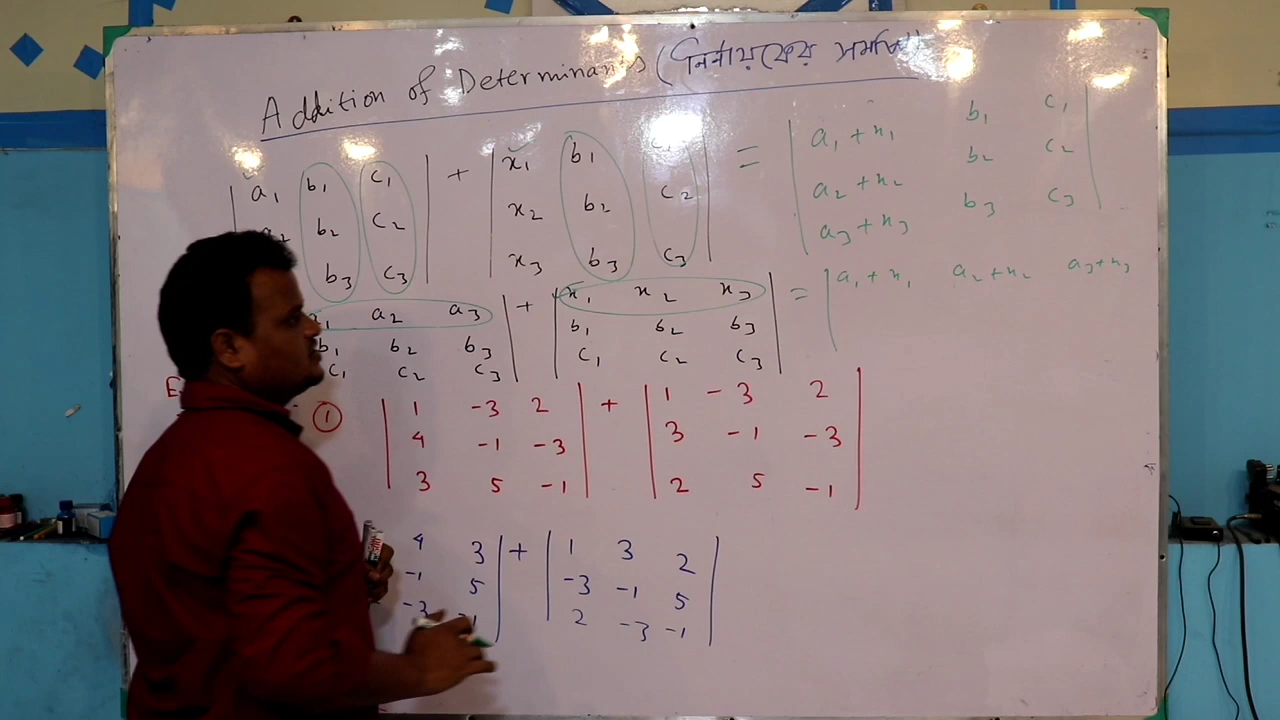 Addition of Determinants (নির্ণায়কের
| a₁ b₁ c₁ | + | x₁ b₁ c₁ | = | a₁ + x₁ b₁ c₁ |
b₂ c₂ x₂ b₂ c₂ a₂ + x₂ b₂ c₂
b₃ c₃ x₃ b₃ c₃ a₃ + x₃ b₃ c₃
a₂ a₃ | + | x₁ x₂ x₃ | = | a₁ + x₁ a₂ + x₂ a₃ + x₃
b₁ b₂ b₃ b₁ b₂ b₃
c₁ c₂ c₃ c₁ c₂ c₃
① | 1 -3 2 | + | 1 -3 2 |
4 -1 -3 3 -1 -3
3 5 -1 2 5 -1
4 3 | + | 1 3 2 |
-1 5 -3 -1 5
-3 -1 2 -3 -1